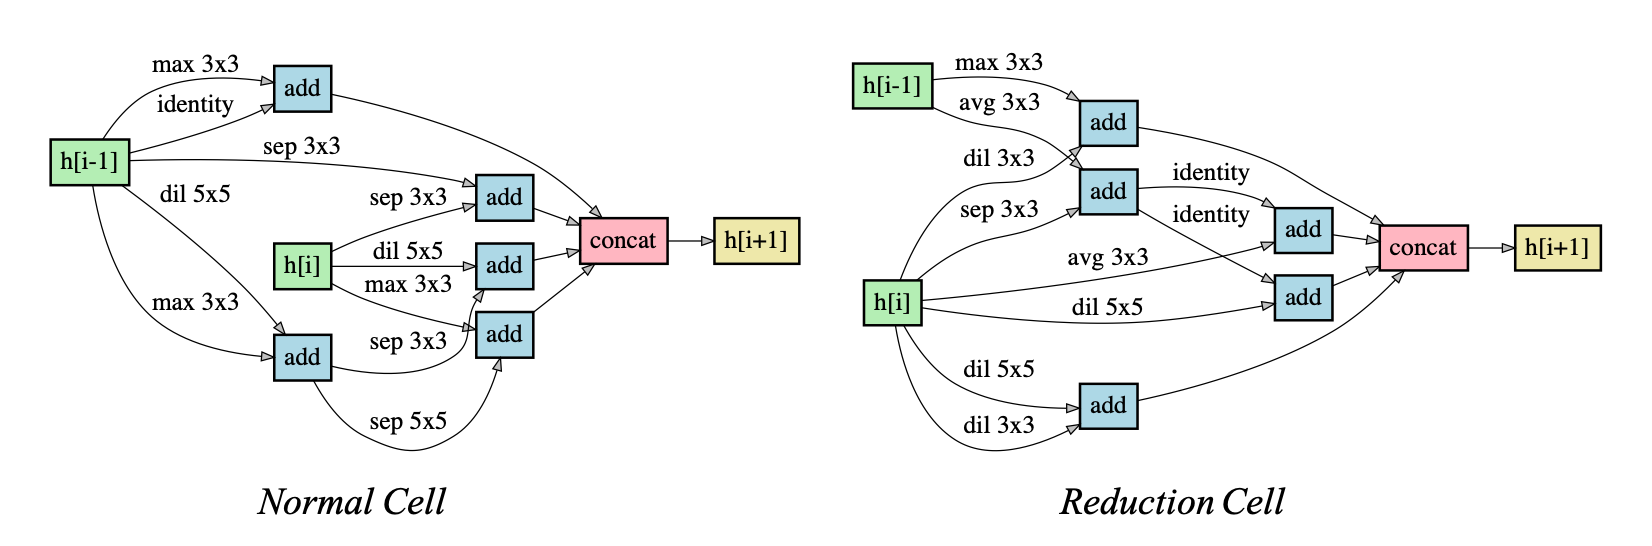 max 3x3
add
identity
h[i-1]
sep 3x3
dil 5x5
sep 3x3
add
h[i]
dil 5x5
add
max 3x3
max 3x3
add
sep 3x3
add
sep 5x5
concat
h[i+1]
Normal Cell
h[i-1]
max 3x3
avg 3x3
add
dil 3x3
add
identity
sep 3x3
identity
add
avg 3x3
h[i]
dil 5x5
add
concat
h[i+1]
dil 5x5
add
dil 3x3
Reduction Cell